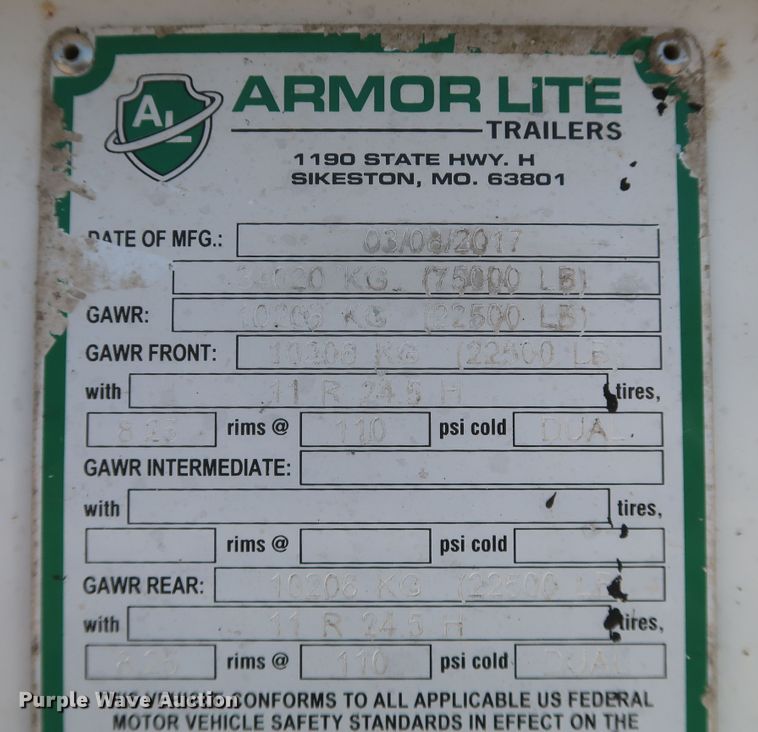 AL ARMOR LITE
TRAILERS
1190 STATE HWY. H
SIKESTON, MO. 63801
DATE OF MFG.: 03/08/2017
34020 KG (75000 LB)
GAWR: 10206 KG (22500 LB)
GAWR FRONT: 10206 KG (22500 LB)
with 11 R 24.5 H tires,
8.25 rims @ 110 psi cold DUAL
GAWR INTERMEDIATE:
with tires,
rims @ psi cold
GAWR REAR: 10206 KG (22500 LB)
with 11 R 24.5 H tires,
8.25 rims @ 110 psi cold DUAL
THIS VEHICLE CONFORMS TO ALL APPLICABLE US FEDERAL
MOTOR VEHICLE SAFETY STANDARDS IN EFFECT ON THE
Purple Wave Auction